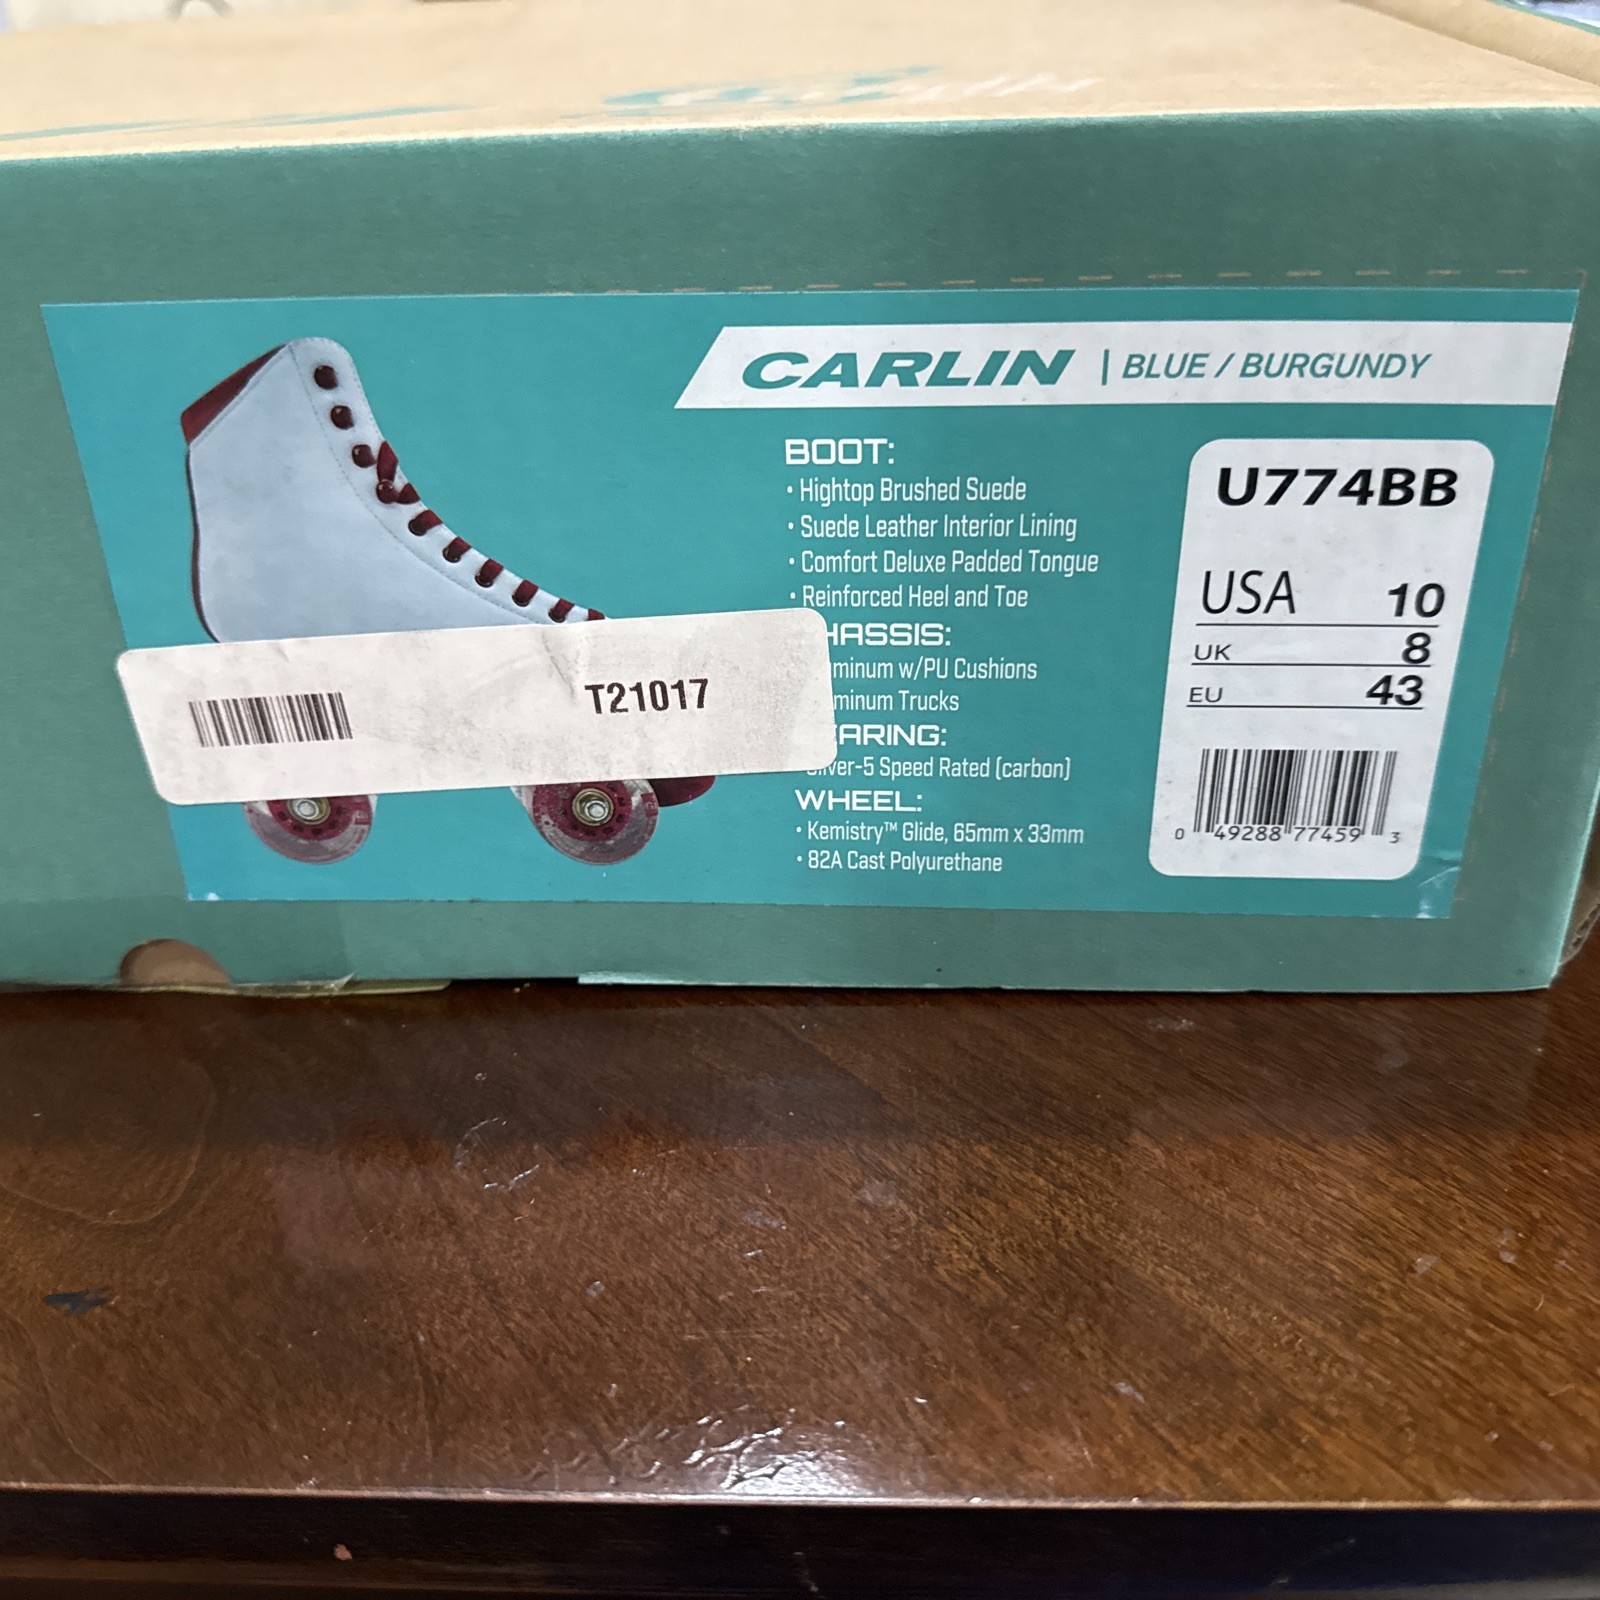 CARLIN | BLUE / BURGUNDY
BOOT:
• Hightop Brushed Suede
• Suede Leather Interior Lining
• Comfort Deluxe Padded Tongue
• Reinforced Heel and Toe
HASSIS:
minum w/PU Cushions
minum Trucks
EARING:
Silver-5 Speed Rated (carbon)
WHEEL:
• Kemistry™ Glide, 65mm x 33mm
• 82A Cast Polyurethane
U774BB
USA 10
UK 8
EU 43
0 49288 77459 3
T21017